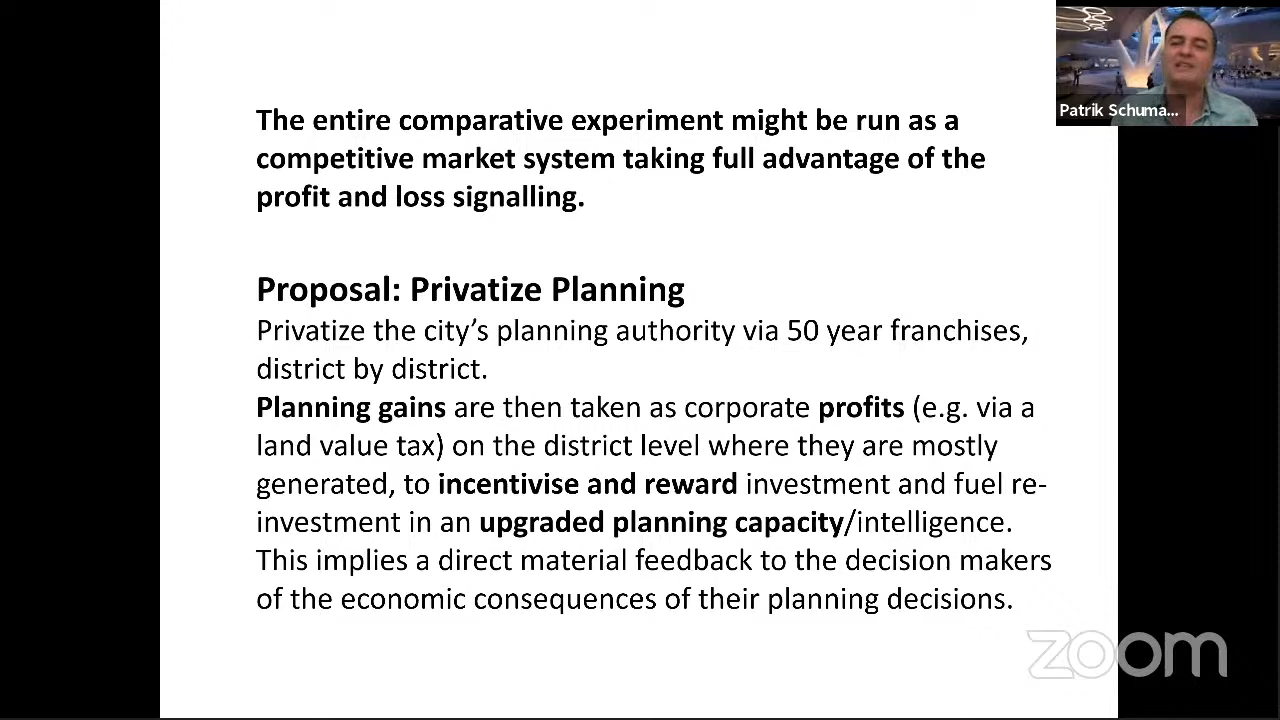 The entire comparative experiment might be run as a
competitive market system taking full advantage of the
profit and loss signalling.
Proposal: Privatize Planning
Privatize the city's planning authority via 50 year franchises,
district by district.
Planning gains are then taken as corporate profits (e.g. via a
land value tax) on the district level where they are mostly
generated, to incentivise and reward investment and fuel re-
investment in an upgraded planning capacity/intelligence.
This implies a direct material feedback to the decision makers
of the economic consequences of their planning decisions.
Patrik Schuma...
zoom